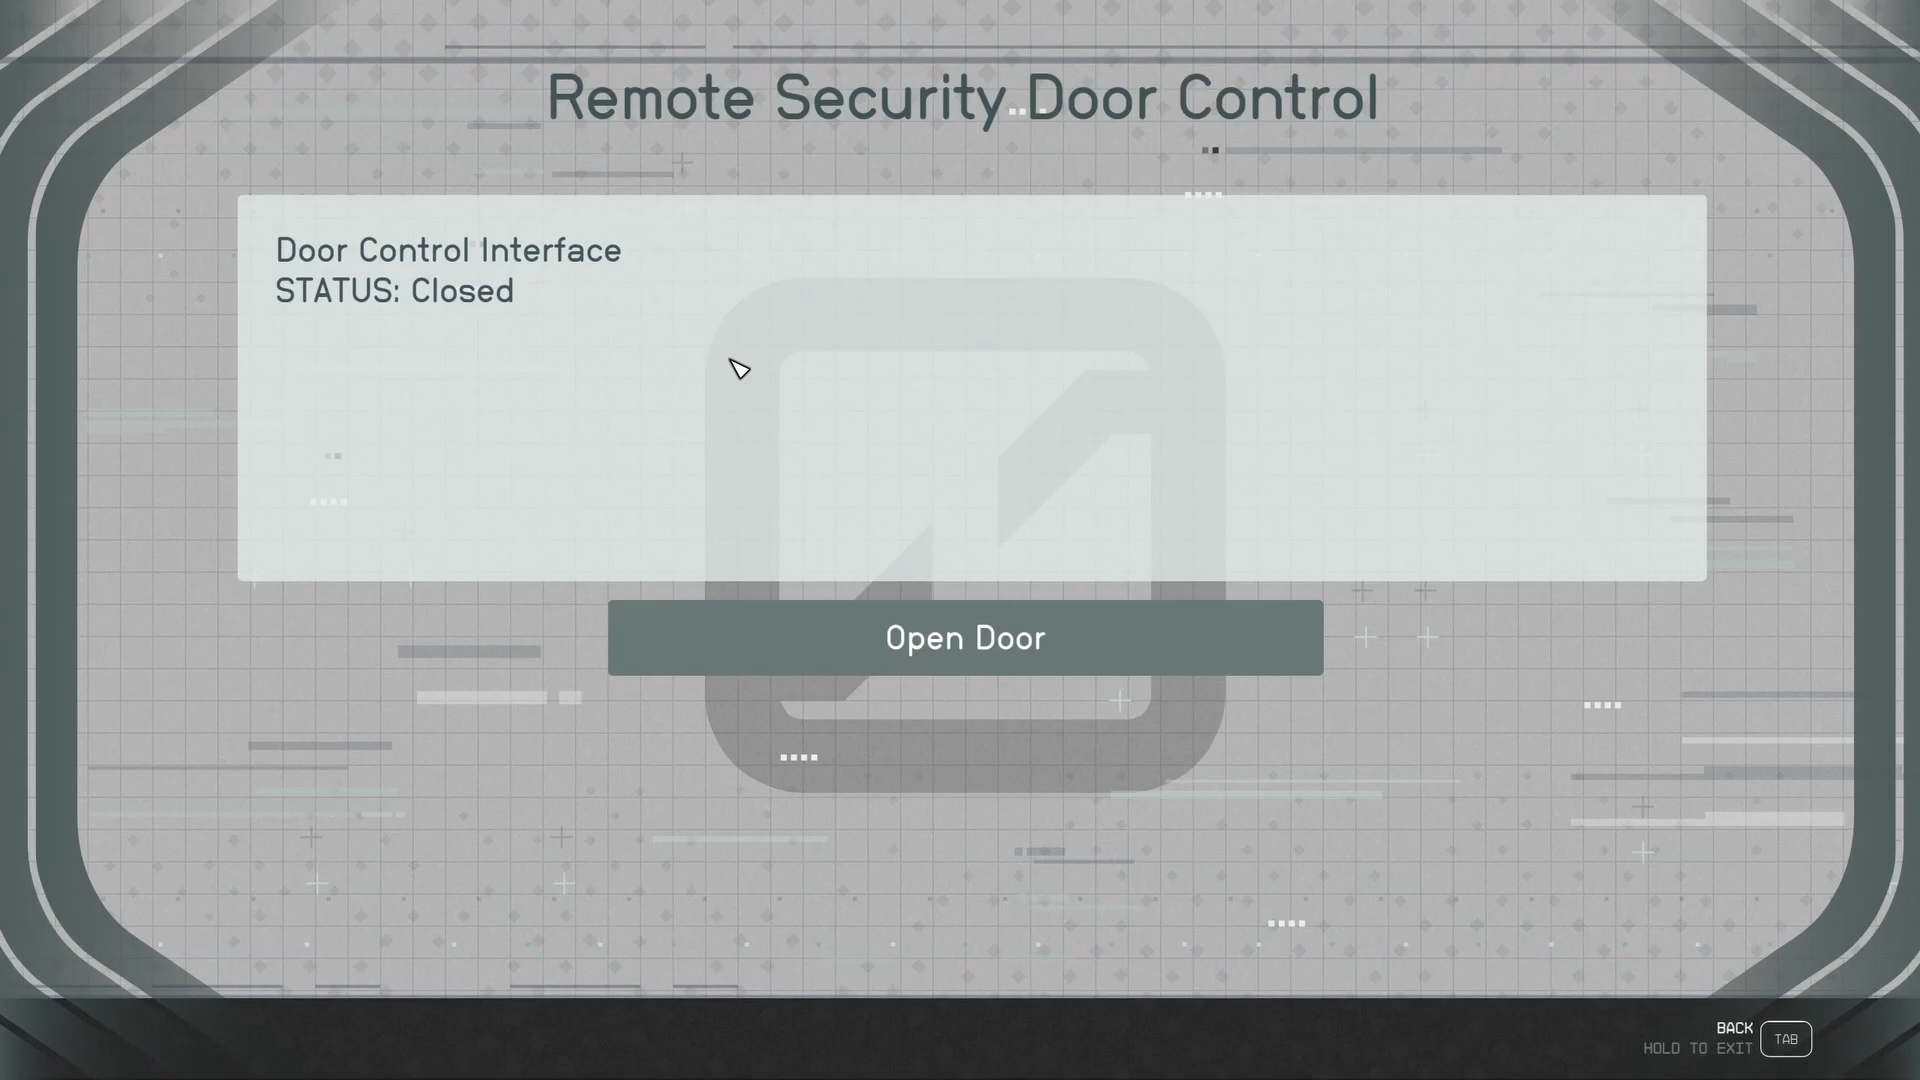 Remote Security Door Control
Door Control Interface
STATUS: Closed
Open Door
BACK
HOLD TO EXIT
TAB